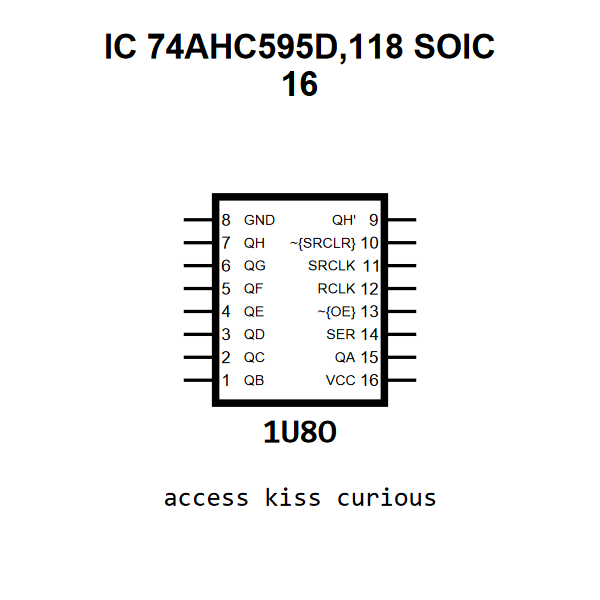 IC 74AHC595D,118 SOIC
16
8 GND QH' 9
7 QH ~{SRCLR} 10
6 QG SRCLK 11
5 QF RCLK 12
4 QE ~{OE} 13
3 QD SER 14
2 QC QA 15
1 QB VCC 16
1U80
access kiss curious